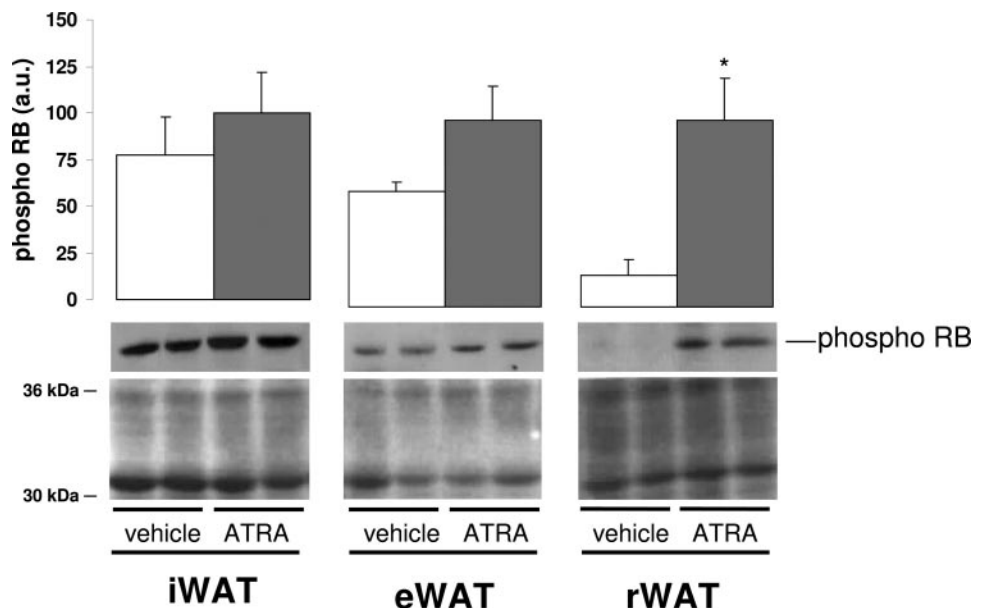 150
125
100
75
50
25
0
phospho RB (a.u.)
*
phospho RB
36 kDa
30 kDa
vehicle ATRA vehicle ATRA vehicle ATRA
iWAT eWAT rWAT